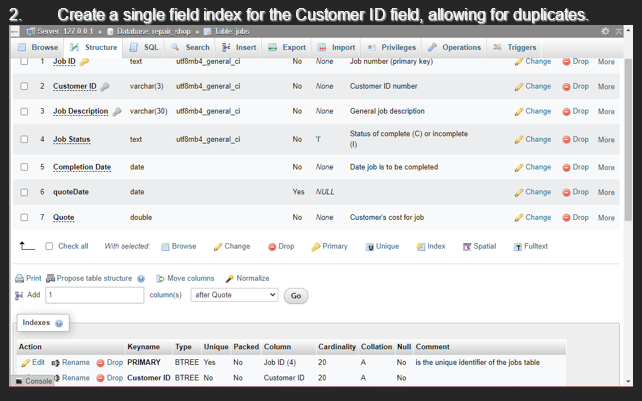 2. Create a single field index for the Customer ID field, allowing for duplicates.
Server: 127.0.0.1 » Database: repair_shop » Table: jobs
Browse Structure SQL Search Insert Export Import Privileges Operations Triggers
1 Job ID text utf8mb4_general_ci No None Job number (primary key) Change Drop More
2 Customer ID varchar(3) utf8mb4_general_ci No None Customer ID number Change Drop More
3 Job Description varchar(30) utf8mb4_general_ci No None General job description Change Drop More
4 Job Status text utf8mb4_general_ci No 'I' Status of complete (C) or incomplete Change Drop More
(I)
5 Completion Date date No None Date job is to be completed Change Drop More
6 quoteDate date Yes NULL Change Drop More
7 Quote double No None Customer's cost for job Change Drop More
Check all With selected: Browse Change Drop Primary Unique Index Spatial Fulltext
Print Propose table structure Move columns Normalize
Add 1 column(s) after Quote Go
Indexes
Action Keyname Type Unique Packed Column Cardinality Collation Null Comment
Edit Rename Drop PRIMARY BTREE Yes No Job ID (4) 20 A No is the unique identifier of the jobs table
Console Rename Drop Customer ID BTREE No No Customer ID 20 A No